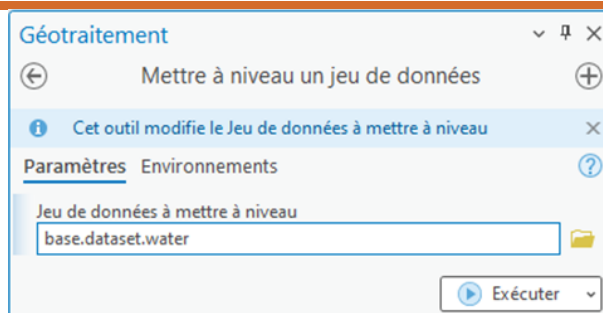 Géotraitement
Mettre à niveau un jeu de données
Cet outil modifie le Jeu de données à mettre à niveau
Paramètres Environnements
Jeu de données à mettre à niveau
base.dataset.water
Exécuter